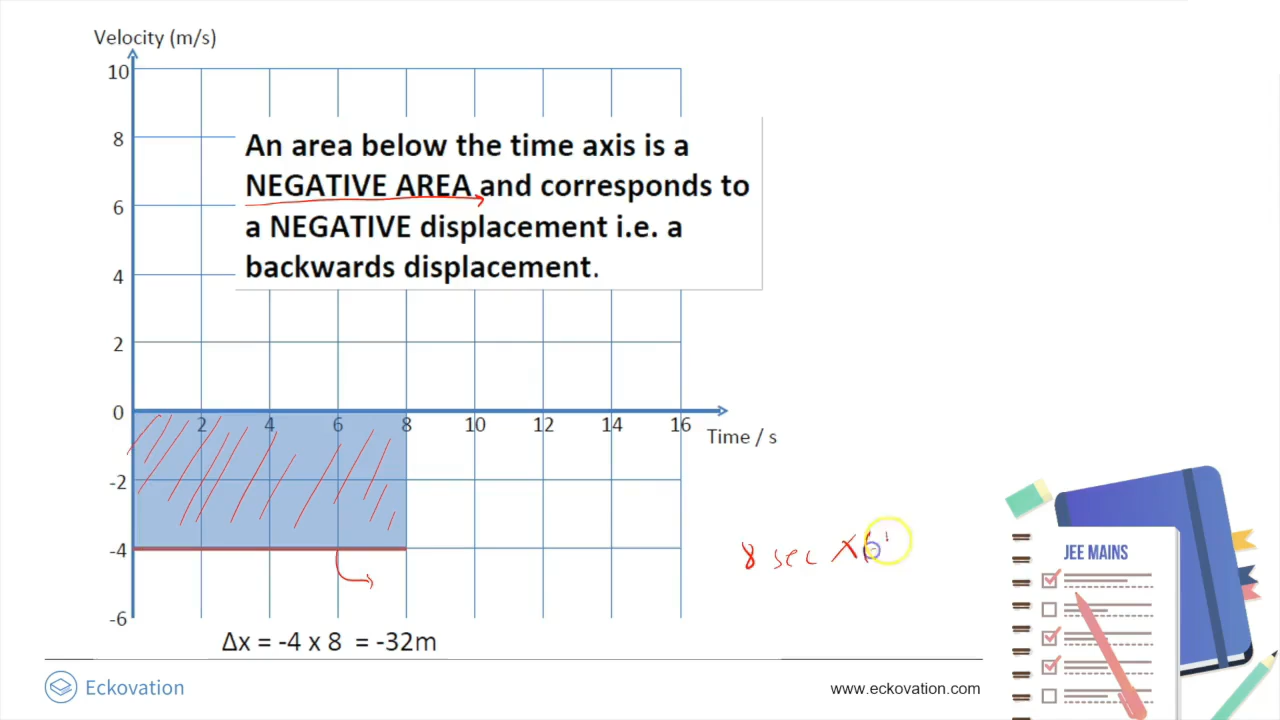 Velocity (m/s)
10
8
6
4
2
0
-2
-4
-6
An area below the time axis is a
NEGATIVE AREA and corresponds to
a NEGATIVE displacement i.e. a
backwards displacement.
2 4 6 8 10 12 14 16
Time / s
8 sec ×
JEE MAINS
Δx = -4 x 8 = -32m
Eckovation
www.eckovation.com